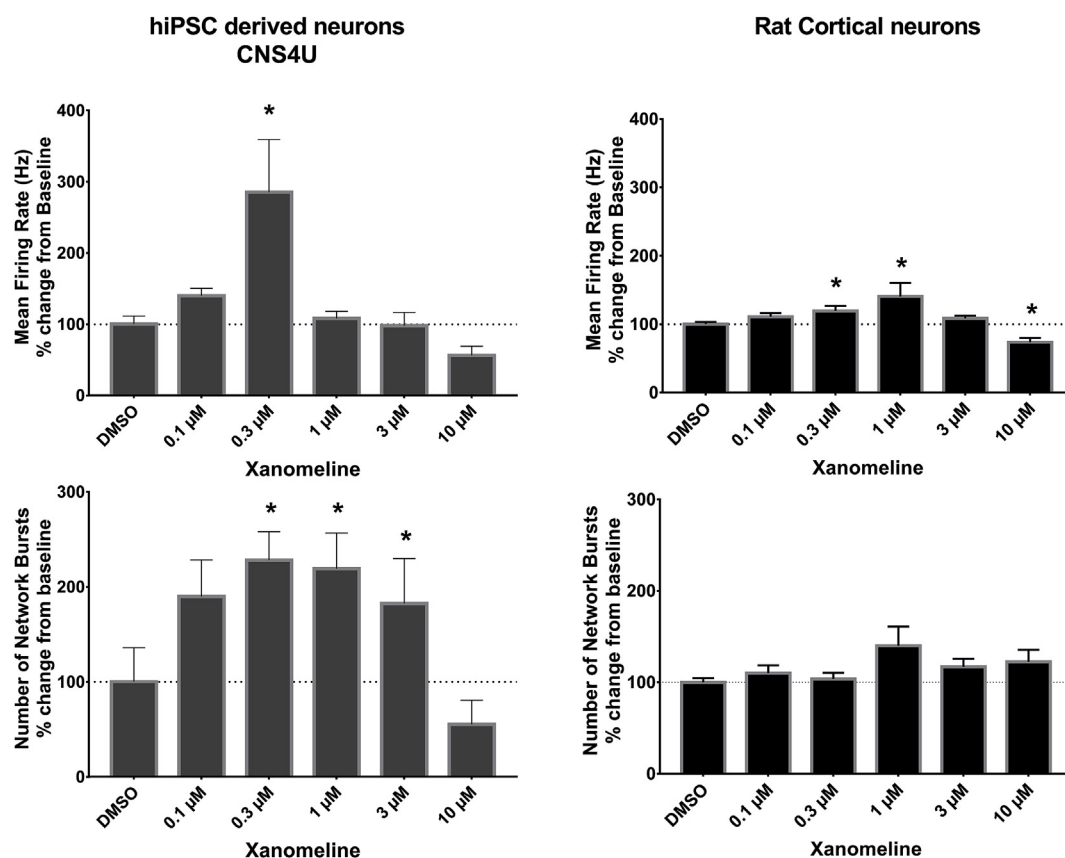 hiPSC derived neurons
CNS4U
Rat Cortical neurons
Mean Firing Rate (Hz)
% change from Baseline
400
300
200
100
0
*
DMSO
0.1 µM
0.3 µM
1 µM
3 µM
10 µM
Xanomeline
Mean Firing Rate (Hz)
% change from Baseline
400
300
200
100
0
*
*
*
DMSO
0.1 µM
0.3 µM
1 µM
3 µM
10 µM
Xanomeline
Number of Network Bursts
% change from baseline
300
200
100
0
*
*
*
DMSO
0.1 µM
0.3 µM
1 µM
3 µM
10 µM
Xanomeline
Number of Network Bursts
% change from baseline
300
200
100
0
DMSO
0.1 µM
0.3 µM
1 µM
3 µM
10 µM
Xanomeline